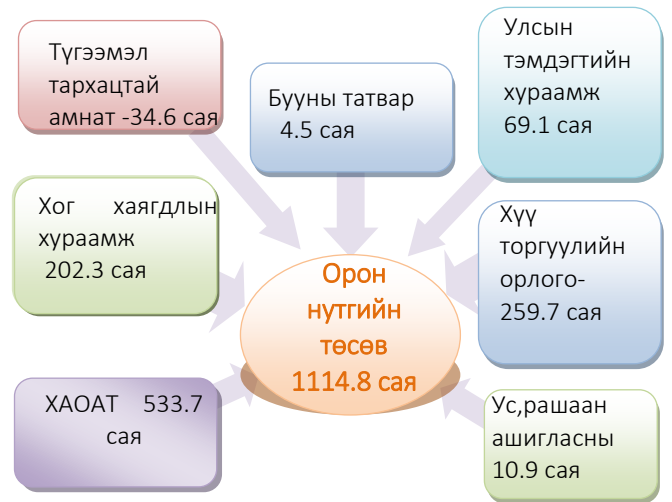 Түгээмэл
тархацтай
амнат -34.6 сая
Бууны татвар
4.5 сая
Улсын
тэмдэгтийн
хураамж
69.1 сая
Хог хаягдлын
хураамж
202.3 сая
Орон
нутгийн
төсөв
1114.8 сая
Хүү
торгуулийн
орлого-
259.7 сая
ХАОАТ 533.7
сая
Ус,рашаан
ашигласны
10.9 сая